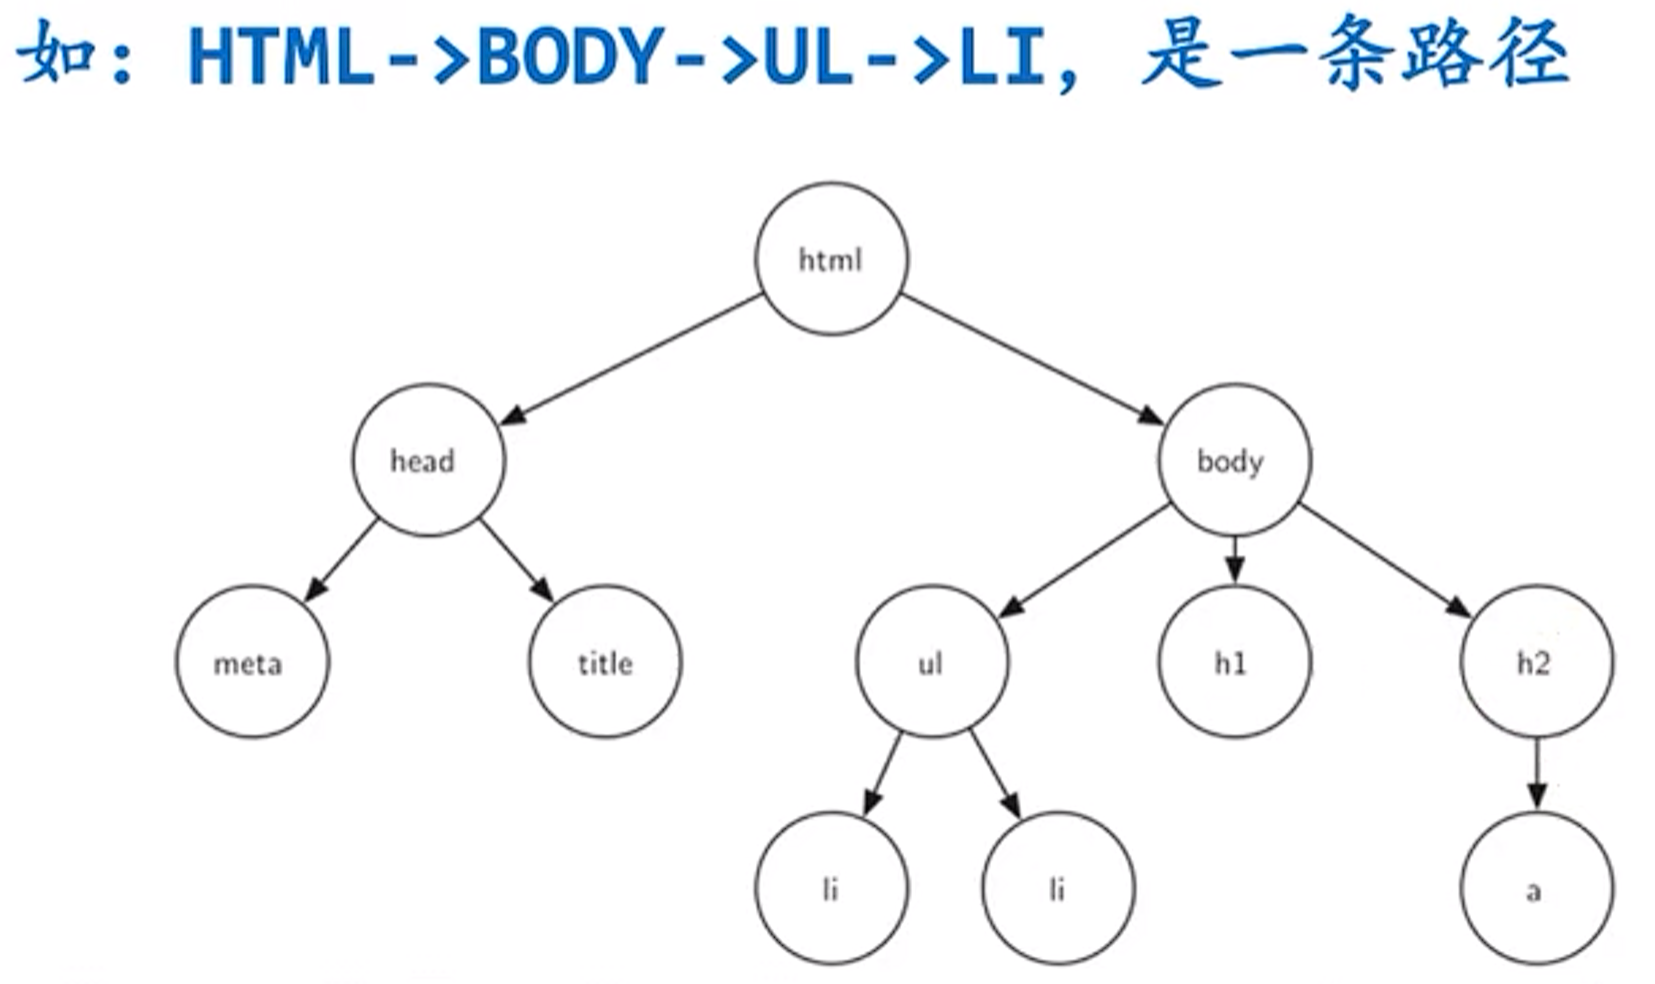 如：HTML->BODY->UL->LI，是一条路径
html
head
body
meta
title
ul
h1
h2
li
li
a